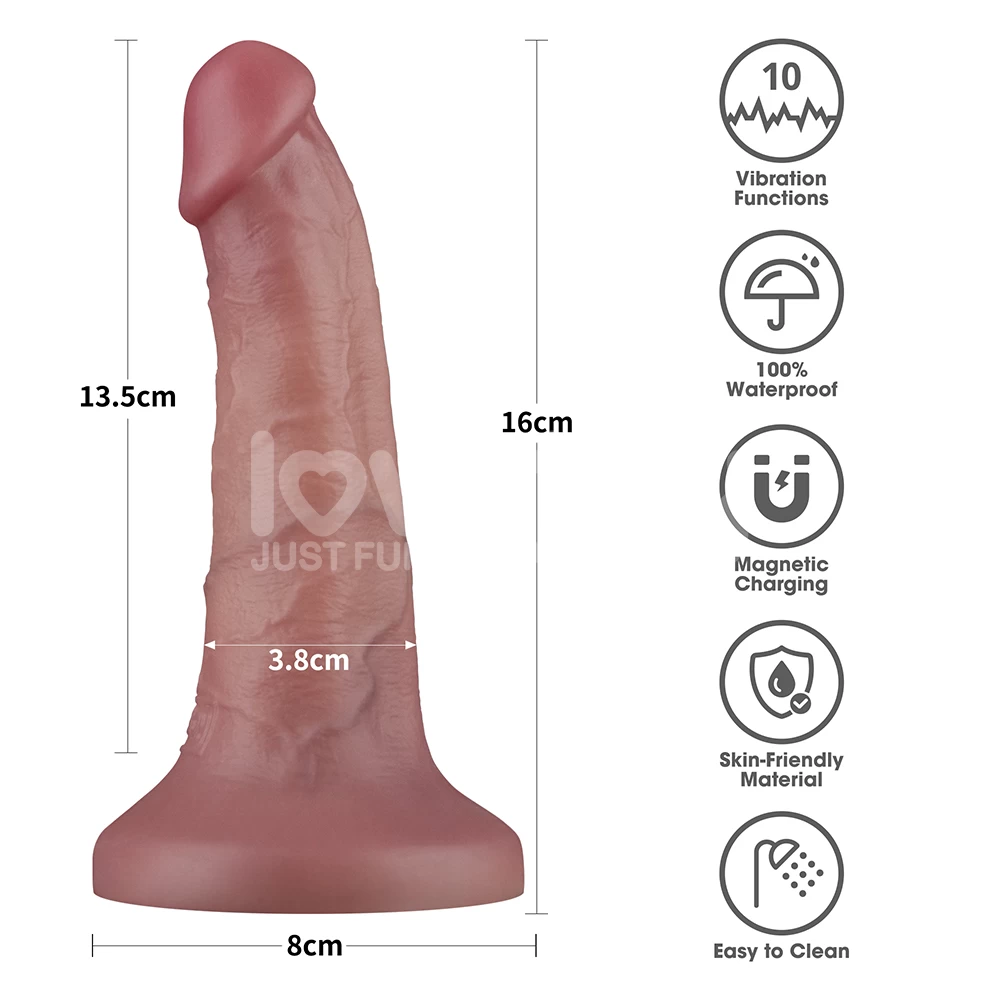 13.5cm
16cm
3.8cm
8cm
JUST FU
10
Vibration
Functions
100%
Waterproof
Magnetic
Charging
Skin-Friendly
Material
Easy to Clean